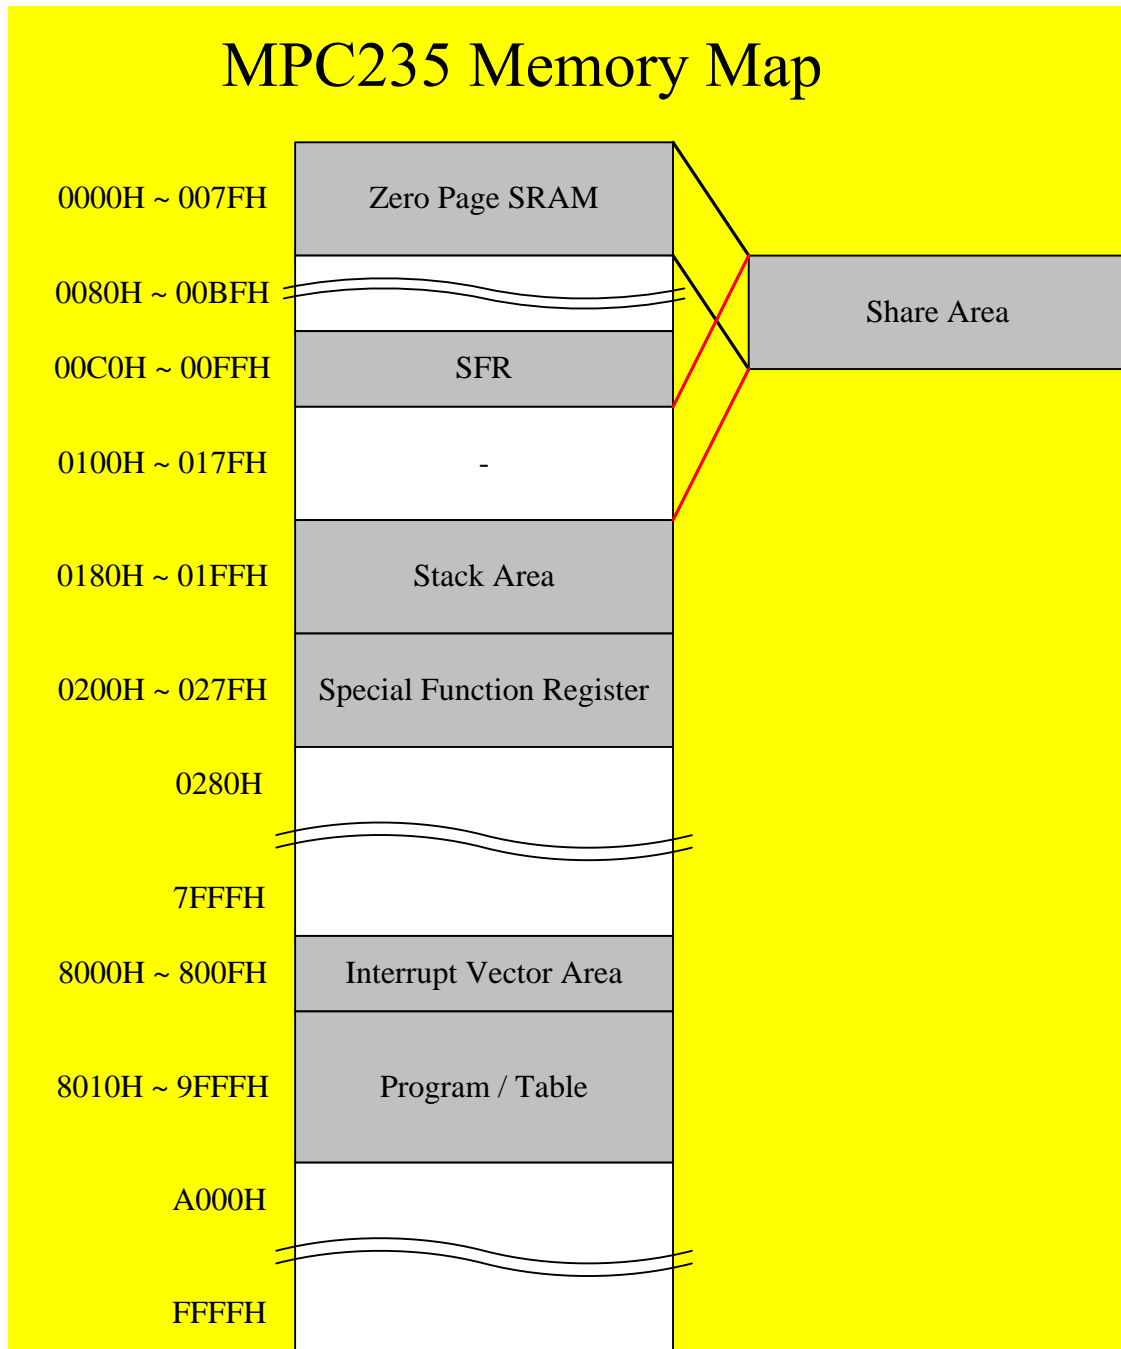 MPC235 Memory Map
0000H ~ 007FH Zero Page SRAM
0080H ~ 00BFH
Share Area
00C0H ~ 00FFH SFR
0100H ~ 017FH -
0180H ~ 01FFH Stack Area
0200H ~ 027FH Special Function Register
0280H
7FFFH
8000H ~ 800FH Interrupt Vector Area
8010H ~ 9FFFH Program / Table
A000H
FFFFH